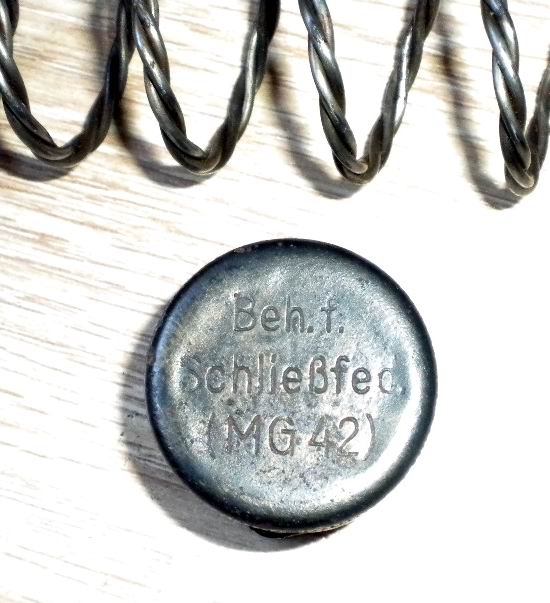 Beh. f.
Schließfed.
(MG 42)